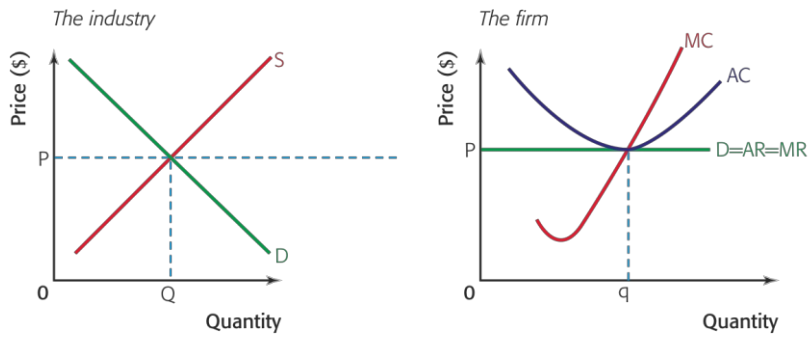 The industry
Price ($)
S
P
D
0
Q
Quantity
The firm
Price ($)
MC
AC
P
D=AR=MR
0
q
Quantity